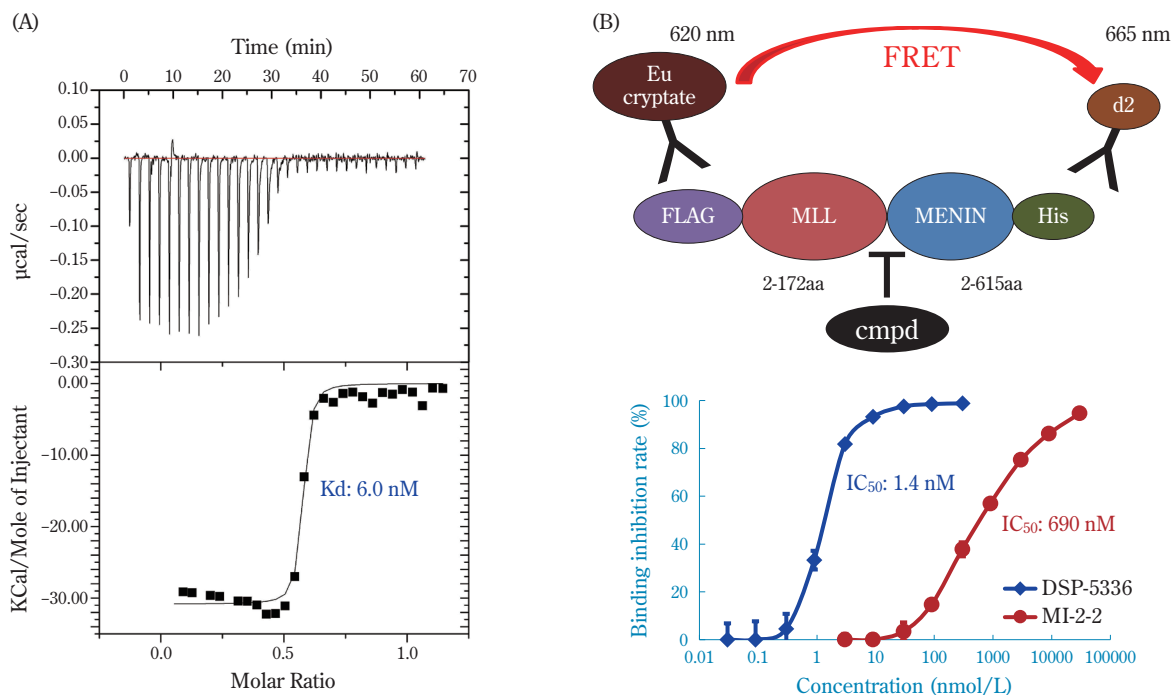 (A)
Time (min)
0 10 20 30 40 50 60 70
0.10
0.05
0.00
−0.05
−0.10
−0.15
−0.20
−0.25
−0.30
µcal/sec
0.00
−10.00
−20.00
−30.00
KCal/Mole of Injectant
Kd: 6.0 nM
0.0 0.5 1.0
Molar Ratio
(B)
620 nm
665 nm
FRET
Eu
cryptate
d2
FLAG
MLL
MENIN
His
2-172aa
2-615aa
cmpd
Binding inhibition rate (%)
100
80
60
40
20
0
IC₅₀: 1.4 nM
IC₅₀: 690 nM
DSP-5336
MI-2-2
0.01 0.1 1 10 100 1000 10000 100000
Concentration (nmol/L)